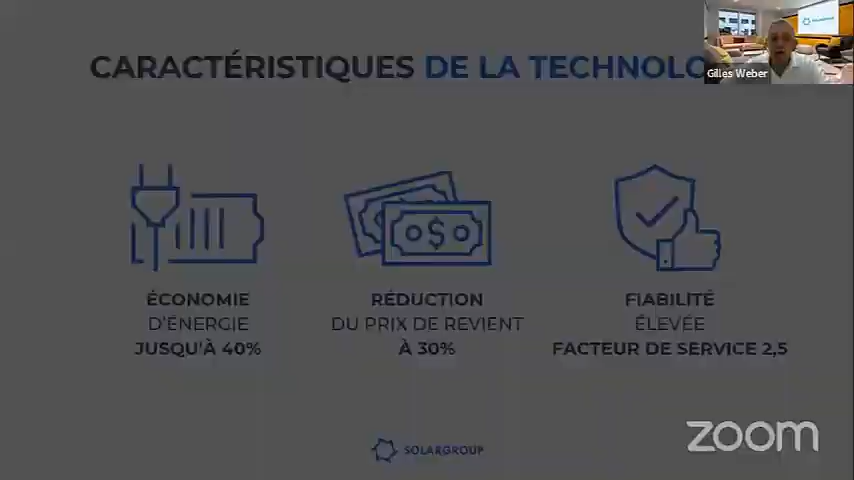 CARACTÉRISTIQUES DE LA TECHNOLO
Gilles Weber
ÉCONOMIE
D'ÉNERGIE
JUSQU'À 40%
RÉDUCTION
DU PRIX DE REVIENT
À 30%
FIABILITÉ
ÉLEVÉE
FACTEUR DE SERVICE 2,5
SOLARGROUP
zoom